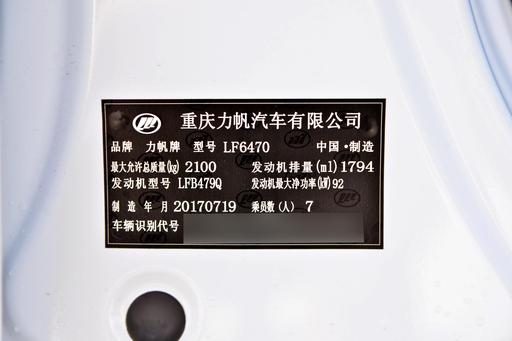 重庆力帆汽车有限公司
品牌 力帆牌 型号 LF6470 中国·制造
最大允许总质量(kg) 2100 发动机排量(ml) 1794
发动机型号 LFB479Q 发动机最大净功率(kW) 92
制造年月 20170719 乘员数(人) 7
车辆识别代号